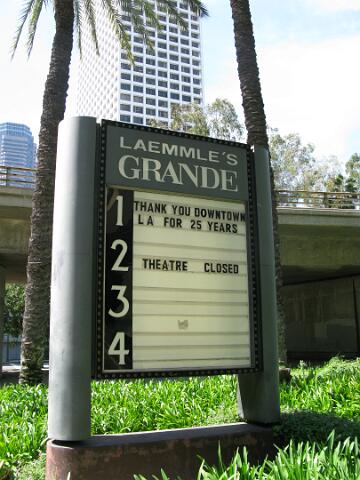 LAEMMLE'S
GRANDE
1 THANK YOU DOWNTOWN
LA FOR 25 YEARS
2 THEATRE CLOSED
3
4